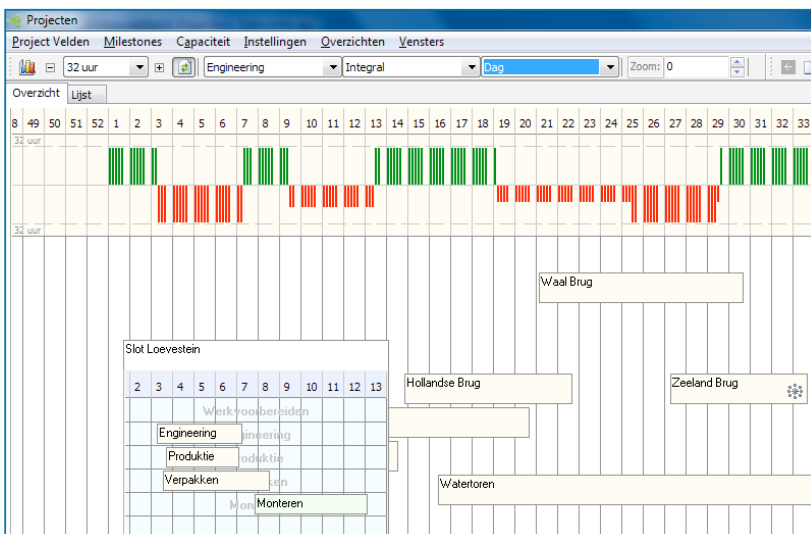 Projecten
Project Velden Milestones Capaciteit Instellingen Overzichten Vensters
32 uur Engineering Integral Dag Zoom: 0
Overzicht Lijst
8 49 50 51 52 1 2 3 4 5 6 7 8 9 10 11 12 13 14 15 16 17 18 19 20 21 22 23 24 25 26 27 28 29 30 31 32 33
32 uur
32 uur
Waal Brug
Slot Loevestein
Hollandse Brug
Zeeland Brug
2 3 4 5 6 7 8 9 10 11 12 13
Werkvoorbereiden
Engineering
ineering
Produktie
oduktie
Verpakken
ken
Watertoren
Mon
Monteren